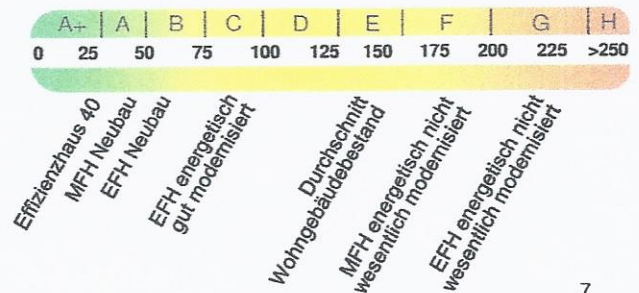 A+ A B C D E F G H
0 25 50 75 100 125 150 175 200 225 >250
Effizienzhaus 40
MFH Neubau
EFH Neubau
EFH energetisch
gut modernisiert
Durchschnitt
Wohngebäudebestand
MFH energetisch nicht
wesentlich modernisiert
EFH energetisch nicht
wesentlich modernisiert
7